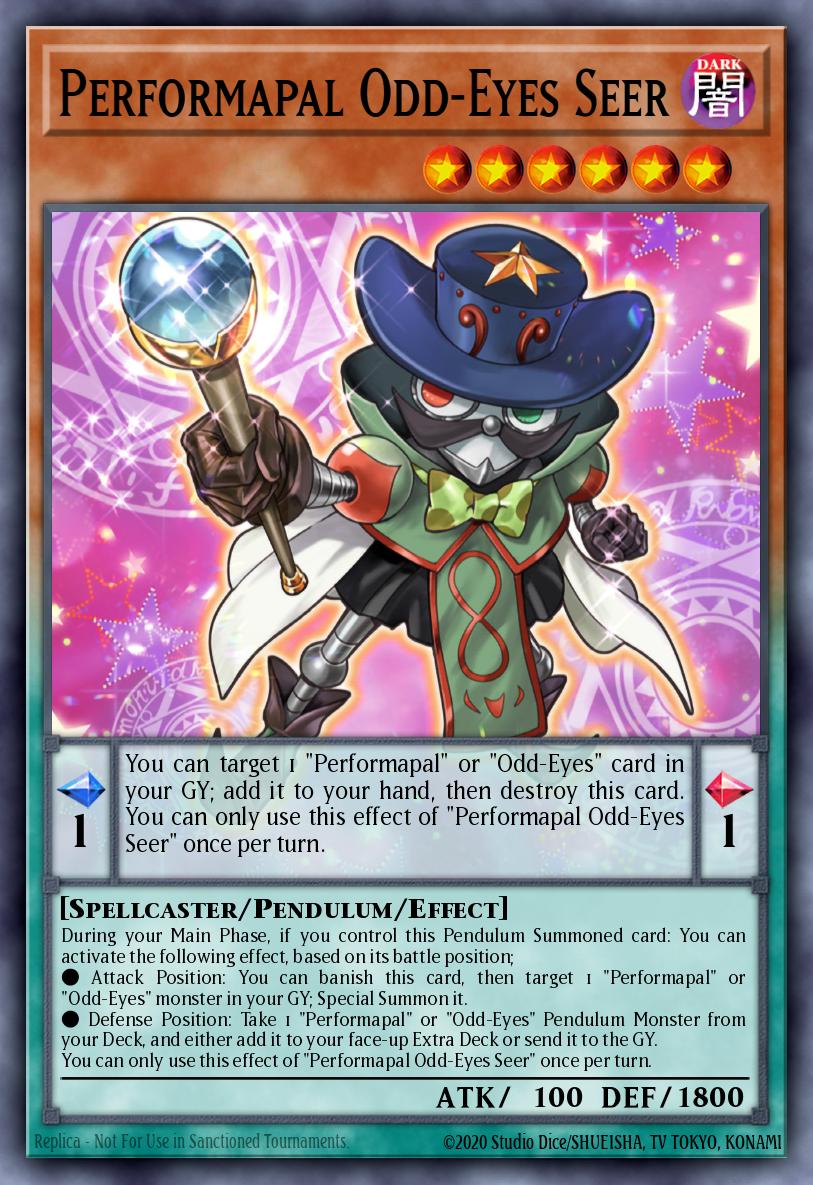 PERFORMAPAL ODD-EYES SEER
DARK
闇
You can target 1 "Performapal" or "Odd-Eyes" card in
your GY; add it to your hand, then destroy this card.
You can only use this effect of "Performapal Odd-Eyes
Seer" once per turn.
1
1
[SPELLCASTER/PENDULUM/EFFECT]
During your Main Phase, if you control this Pendulum Summoned card: You can
activate the following effect, based on its battle position;
● Attack Position: You can banish this card, then target 1 "Performapal" or
"Odd-Eyes" monster in your GY; Special Summon it.
● Defense Position: Take 1 "Performapal" or "Odd-Eyes" Pendulum Monster from
your Deck, and either add it to your face-up Extra Deck or send it to the GY.
You can only use this effect of "Performapal Odd-Eyes Seer" once per turn.
ATK/ 100 DEF/1800
Replica - Not For Use in Sanctioned Tournaments.
©2020 Studio Dice/SHUEISHA, TV TOKYO, KONAMI